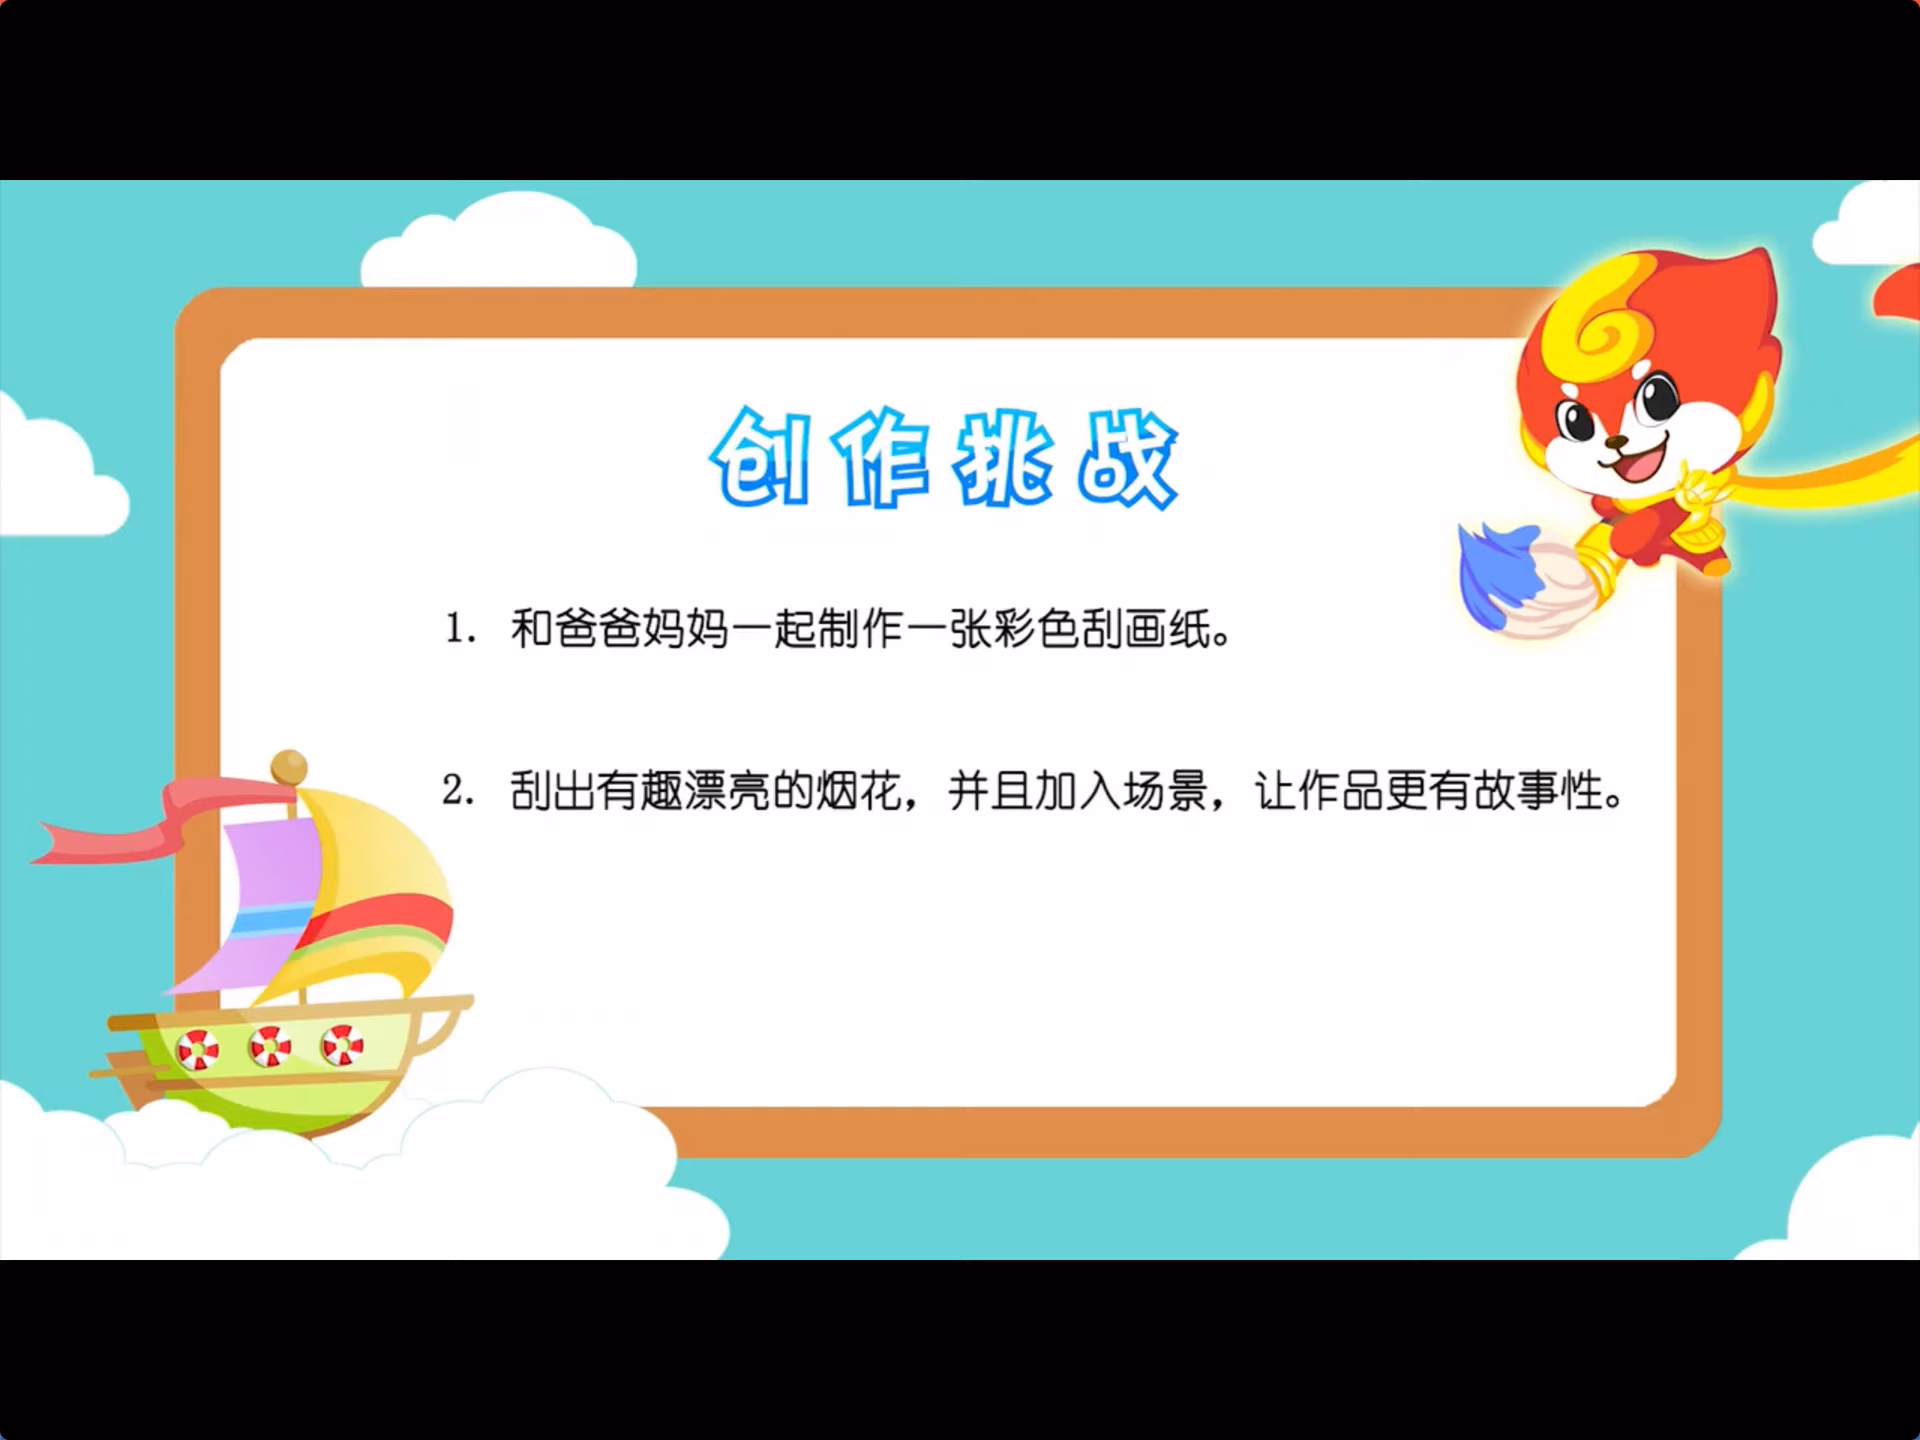 创作挑战
1. 和爸爸妈妈一起制作一张彩色刮画纸。
2. 刮出有趣漂亮的烟花，并且加入场景，让作品更有故事性。